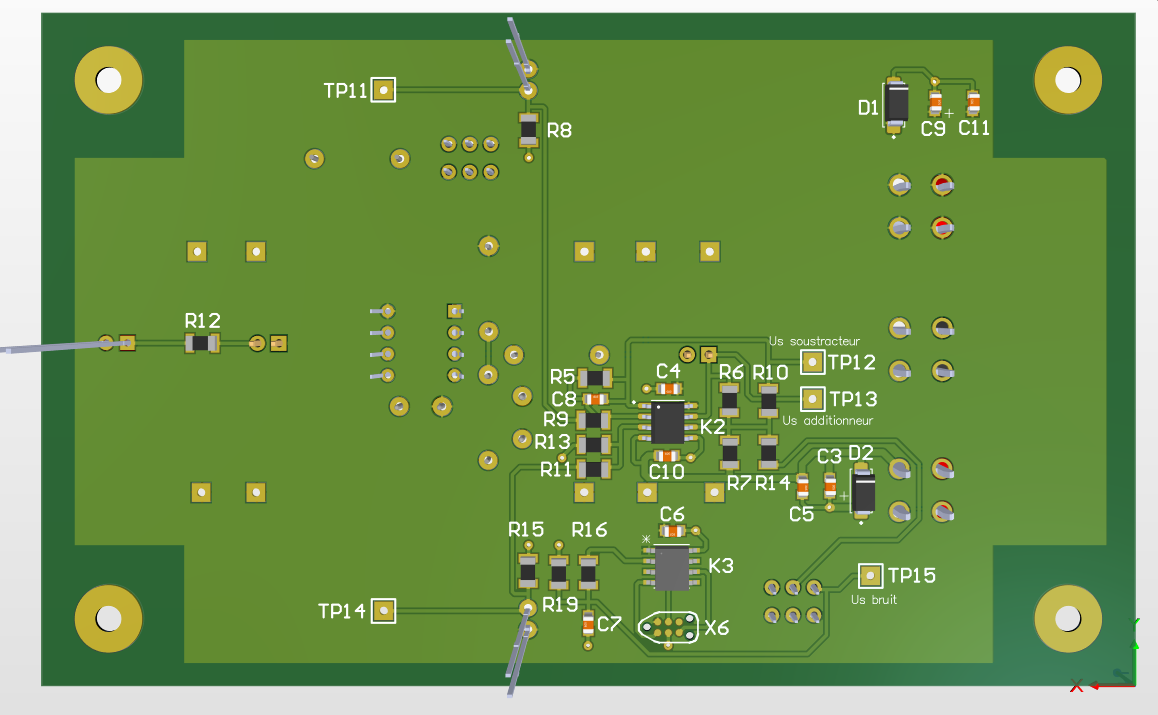 TP11
R8
D1
C9
+
C11
R12
Us soustracteur
TP12
R5
C4
R6
R10
C8
TP13
R9
K2
Us additionneur
R13
R11
C10
R7
R14
C3
D2
+
C5
R15
R16
C6
*
K3
TP15
Us bruit
TP14
R19
C7
X6
Y
X